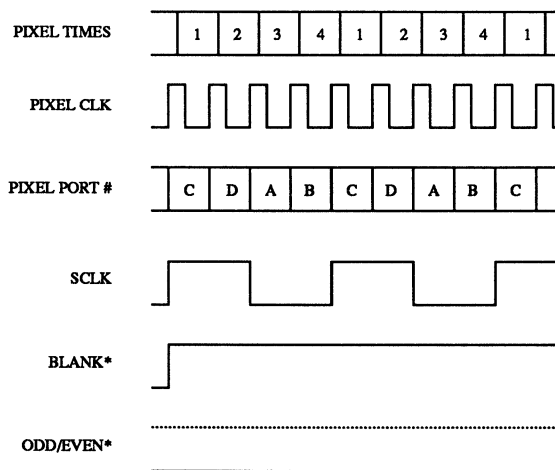 PIXEL TIMES 1 2 3 4 1 2 3 4 1
PIXEL CLK
PIXEL PORT # C D A B C D A B C
SCLK
BLANK*
ODD/EVEN*